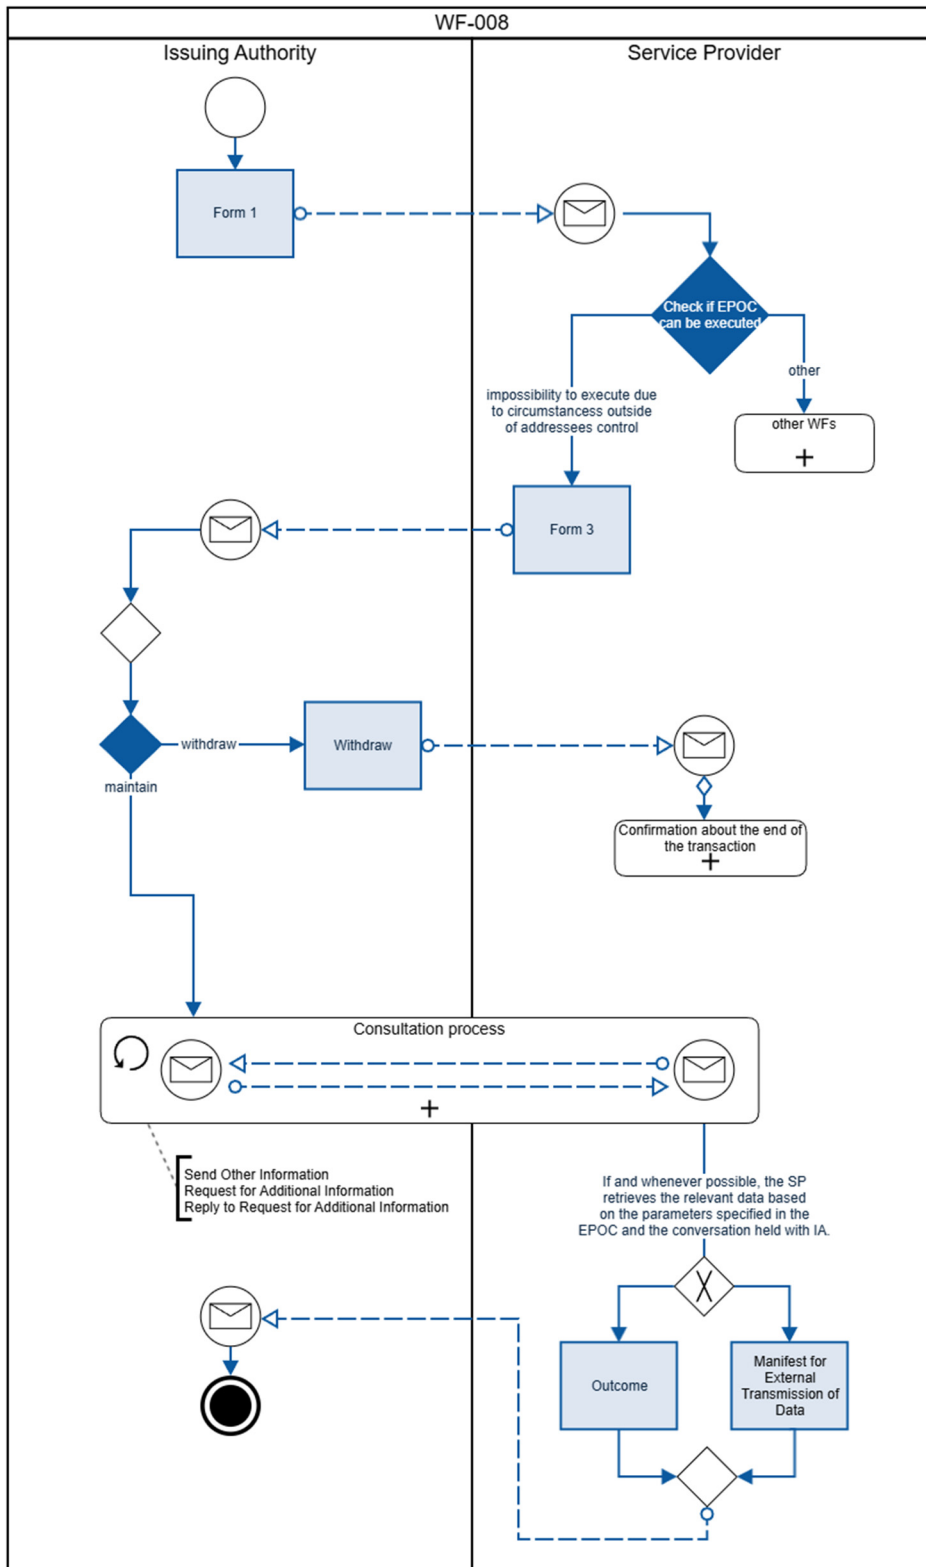 WF-008
Issuing Authority
Service Provider
Form 1
Check if EPOC
can be executed
other
impossibility to execute due
to circumstancess outside
of addressees control
other WFs
Form 3
withdraw
Withdraw
maintain
Confirmation about the end of
the transaction
Consultation process
Send Other Information
Request for Additional Information
Reply to Request for Additional Information
If and whenever possible, the SP
retrieves the relevant data based
on the parameters specified in the
EPOC and the conversation held with IA.
X
Outcome
Manifest for
External
Transmission of
Data